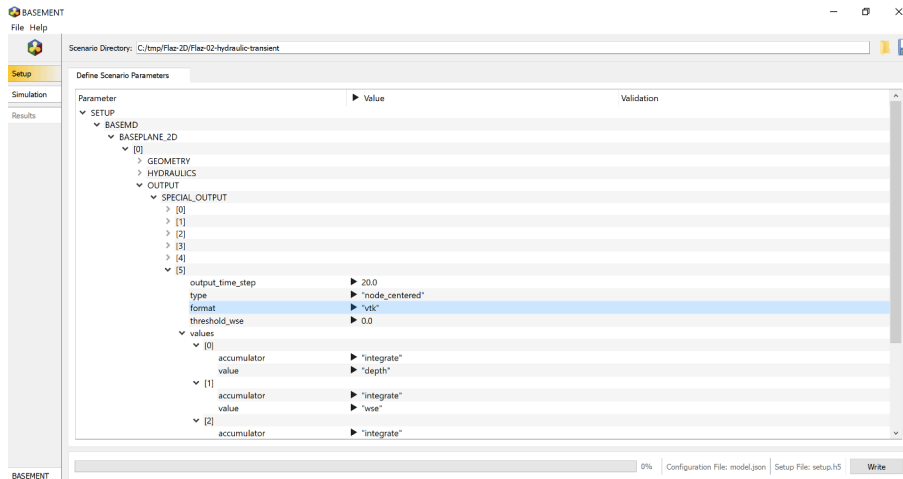 BASEMENT
File Help
Scenario Directory: C:/tmp/Flaz-2D/Flaz-02-hydraulic-transient
Setup
Simulation
Results
Define Scenario Parameters
Parameter Value Validation
SETUP
BASEMD
BASEPLANE_2D
[0]
GEOMETRY
HYDRAULICS
OUTPUT
SPECIAL_OUTPUT
[0]
[1]
[2]
[3]
[4]
[5]
output_time_step 20.0
type "node_centered"
format "vtk"
threshold_wse 0.0
values
[0]
accumulator "integrate"
value "depth"
[1]
accumulator "integrate"
value "wse"
[2]
accumulator "integrate"
0% Configuration File: model.json Setup File: setup.h5 Write
BASEMENT